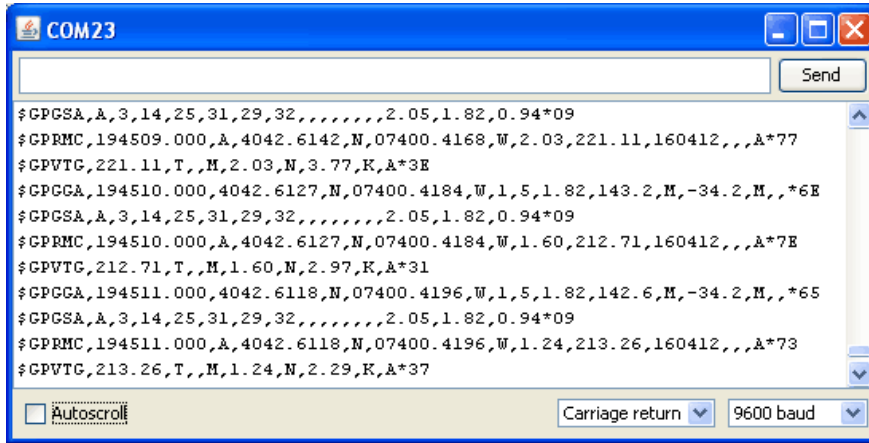 COM23
Send
$GPGSA,A,3,14,25,31,29,32,,,,,,,,2.05,1.82,0.94*09
$GPRMC,194509.000,A,4042.6142,N,07400.4168,W,2.03,221.11,160412,,,A*77
$GPVTG,221.11,T,,M,2.03,N,3.77,K,A*3E
$GPGGA,194510.000,4042.6127,N,07400.4184,W,1,5,1.82,143.2,M,-34.2,M,,*6E
$GPGSA,A,3,14,25,31,29,32,,,,,,,,2.05,1.82,0.94*09
$GPRMC,194510.000,A,4042.6127,N,07400.4184,W,1.60,212.71,160412,,,A*7E
$GPVTG,212.71,T,,M,1.60,N,2.97,K,A*31
$GPGGA,194511.000,4042.6118,N,07400.4196,W,1,5,1.82,142.6,M,-34.2,M,,*65
$GPGSA,A,3,14,25,31,29,32,,,,,,,,2.05,1.82,0.94*09
$GPRMC,194511.000,A,4042.6118,N,07400.4196,W,1.24,213.26,160412,,,A*73
$GPVTG,213.26,T,,M,1.24,N,2.29,K,A*37
Autoscroll Carriage return 9600 baud